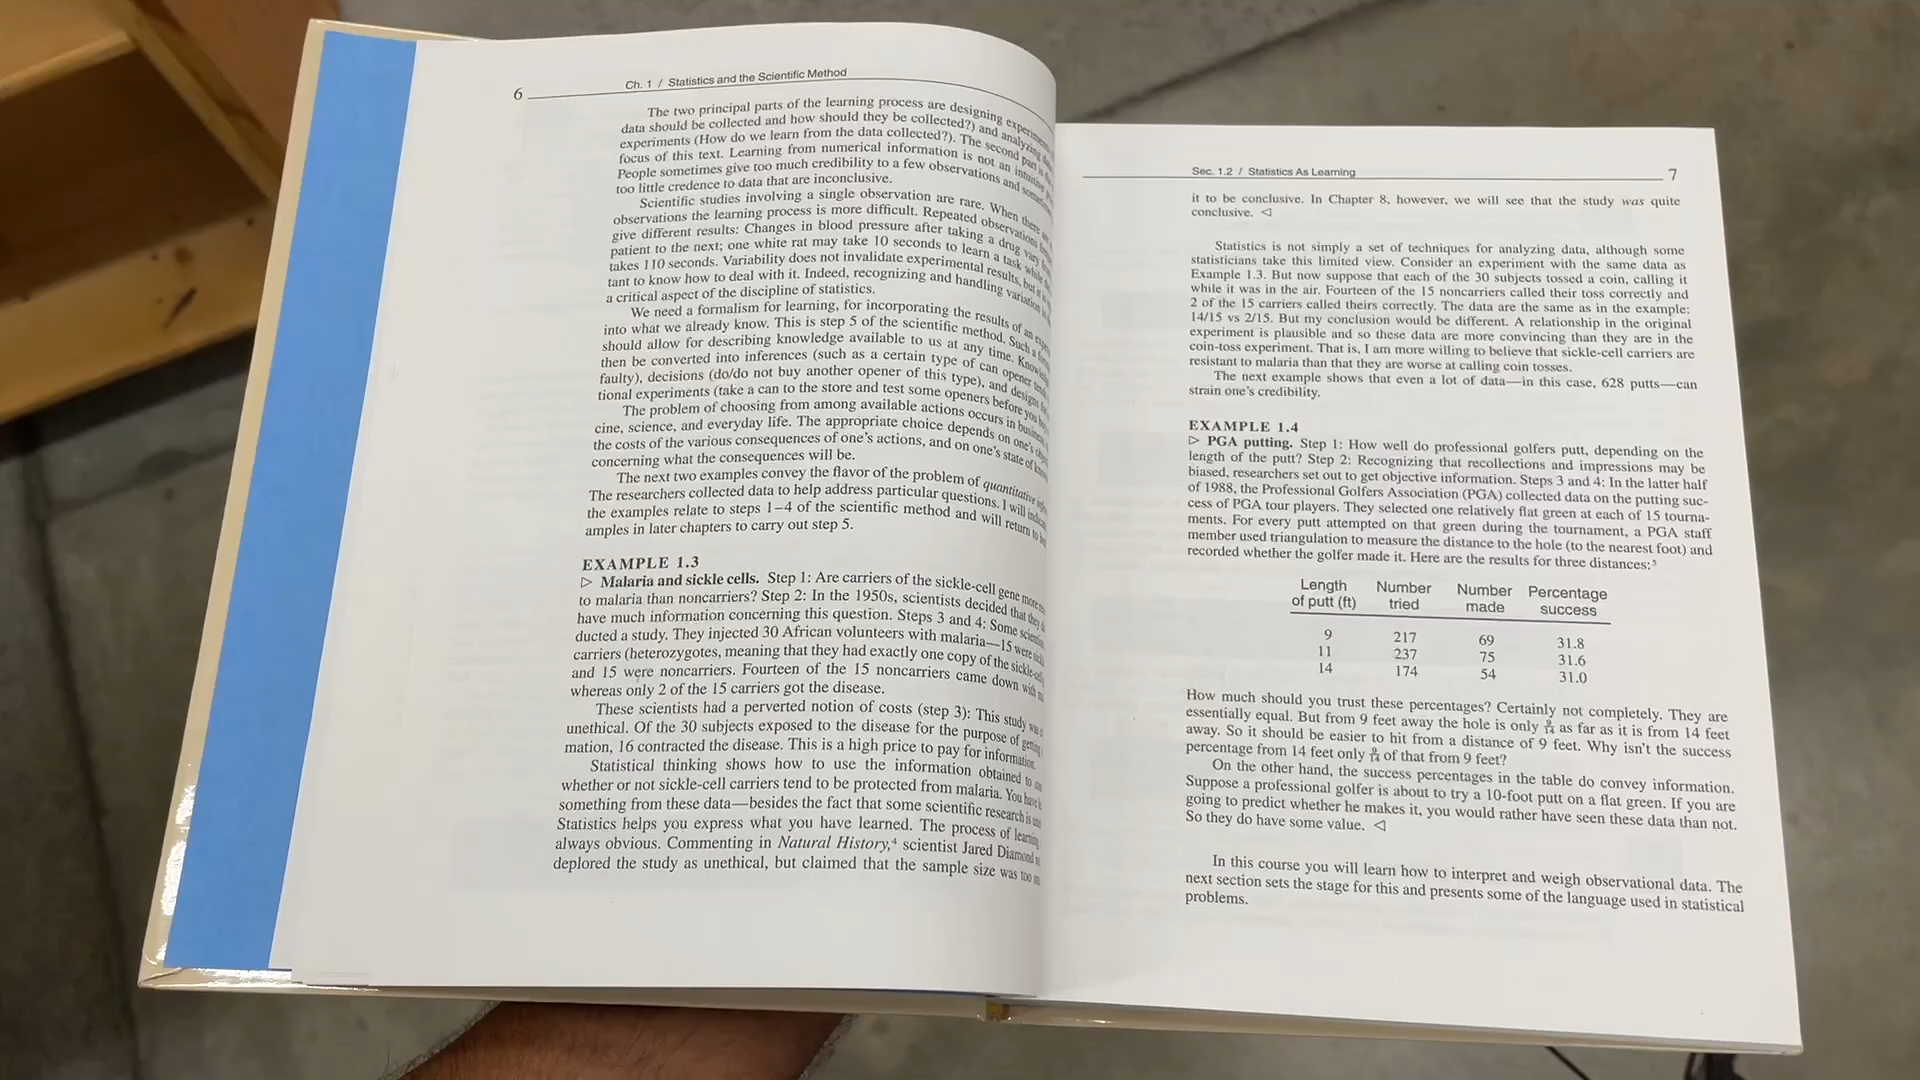 6
Ch. 1 / Statistics and the Scientific Method
The two principal parts of the learning process are designing
data should be collected and how should they be collected?) and analyzing
experiments (How do we learn from the data collected?). The second part is
focus of this text. Learning from numerical information is not an
People sometimes give too much credibility to a few observations and
too little credence to data that are inconclusive.
Scientific studies involving a single observation are rare. When there
observations the learning process is more difficult. Repeated observations
give different results: Changes in blood pressure after taking a drug vary
patient to the next; one white rat may take 10 seconds to learn a task while
takes 110 seconds. Variability does not invalidate experimental results, but
tant to know how to deal with it. Indeed, recognizing and handling variation
a critical aspect of the discipline of statistics.
We need a formalism for learning, for incorporating the results of an
into what we already know. This is step 5 of the scientific method. Such a
should allow for describing knowledge available to us at any time.
then be converted into inferences (such as a certain type of can opener
faulty), decisions (do/do not buy another opener of this type), and designs
tional experiments (take a can to the store and test some openers before you
The problem of choosing from among available actions occurs in
cine, science, and everyday life. The appropriate choice depends on one's
the costs of the various consequences of one's actions, and on one's state of
concerning what the consequences will be.
The next two examples convey the flavor of the problem of quantitative
The researchers collected data to help address particular questions. I will
the examples relate to steps 1–4 of the scientific method and will return to
amples in later chapters to carry out step 5.
EXAMPLE 1.3
▷ Malaria and sickle cells. Step 1: Are carriers of the sickle-cell gene more
to malaria than noncarriers? Step 2: In the 1950s, scientists decided that they
have much information concerning this question. Steps 3 and 4: Some
ducted a study. They injected 30 African volunteers with malaria—15 were
carriers (heterozygotes, meaning that they had exactly one copy of the
and 15 were noncarriers. Fourteen of the 15 noncarriers came down with
whereas only 2 of the 15 carriers got the disease.
These scientists had a perverted notion of costs (step 3): This study
unethical. Of the 30 subjects exposed to the disease for the purpose of
mation, 16 contracted the disease. This is a high price to pay for information.
Statistical thinking shows how to use the information obtained to
whether or not sickle-cell carriers tend to be protected from malaria. You
something from these data—besides the fact that some scientific research is
Statistics helps you express what you have learned. The process of learning
always obvious. Commenting in Natural History,⁴ scientist Jared Diamond
deplored the study as unethical, but claimed that the sample size was too
Sec. 1.2 / Statistics As Learning
7
it to be conclusive. In Chapter 8, however, we will see that the study was quite
conclusive. ◁
Statistics is not simply a set of techniques for analyzing data, although some
statisticians take this limited view. Consider an experiment with the same data as
Example 1.3. But now suppose that each of the 30 subjects tossed a coin, calling it
while it was in the air. Fourteen of the 15 noncarriers called their toss correctly and
2 of the 15 carriers called theirs correctly. The data are the same as in the example:
14/15 vs 2/15. But my conclusion would be different. A relationship in the original
experiment is plausible and so these data are more convincing than they are in the
coin-toss experiment. That is, I am more willing to believe that sickle-cell carriers are
resistant to malaria than that they are worse at calling coin tosses.
The next example shows that even a lot of data—in this case, 628 putts—can
strain one's credibility.
EXAMPLE 1.4
▷ PGA putting. Step 1: How well do professional golfers putt, depending on the
length of the putt? Step 2: Recognizing that recollections and impressions may be
biased, researchers set out to get objective information. Steps 3 and 4: In the latter half
of 1988, the Professional Golfers Association (PGA) collected data on the putting suc-
cess of PGA tour players. They selected one relatively flat green at each of 15 tourna-
ments. For every putt attempted on that green during the tournament, a PGA staff
member used triangulation to measure the distance to the hole (to the nearest foot) and
recorded whether the golfer made it. Here are the results for three distances:⁵
Length Number Number Percentage
of putt (ft) tried made success
9 217 69 31.8
11 237 75 31.6
14 174 54 31.0
How much should you trust these percentages? Certainly not completely. They are
essentially equal. But from 9 feet away the hole is only 9/14 as far as it is from 14 feet
away. So it should be easier to hit from a distance of 9 feet. Why isn't the success
percentage from 14 feet only 9/14 of that from 9 feet?
On the other hand, the success percentages in the table do convey information.
Suppose a professional golfer is about to try a 10-foot putt on a flat green. If you are
going to predict whether he makes it, you would rather have seen these data than not.
So they do have some value. ◁
In this course you will learn how to interpret and weigh observational data. The
next section sets the stage for this and presents some of the language used in statistical
problems.